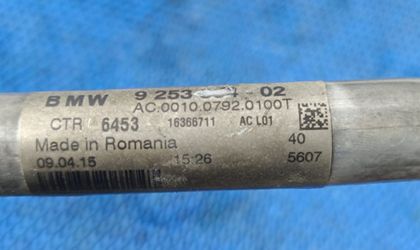 BMW 9 253 4-02
AC.0010.0792.0100T
CTR 6453 16366711 AC L01
Made in Romania 40
09.04.15 15:26 5607